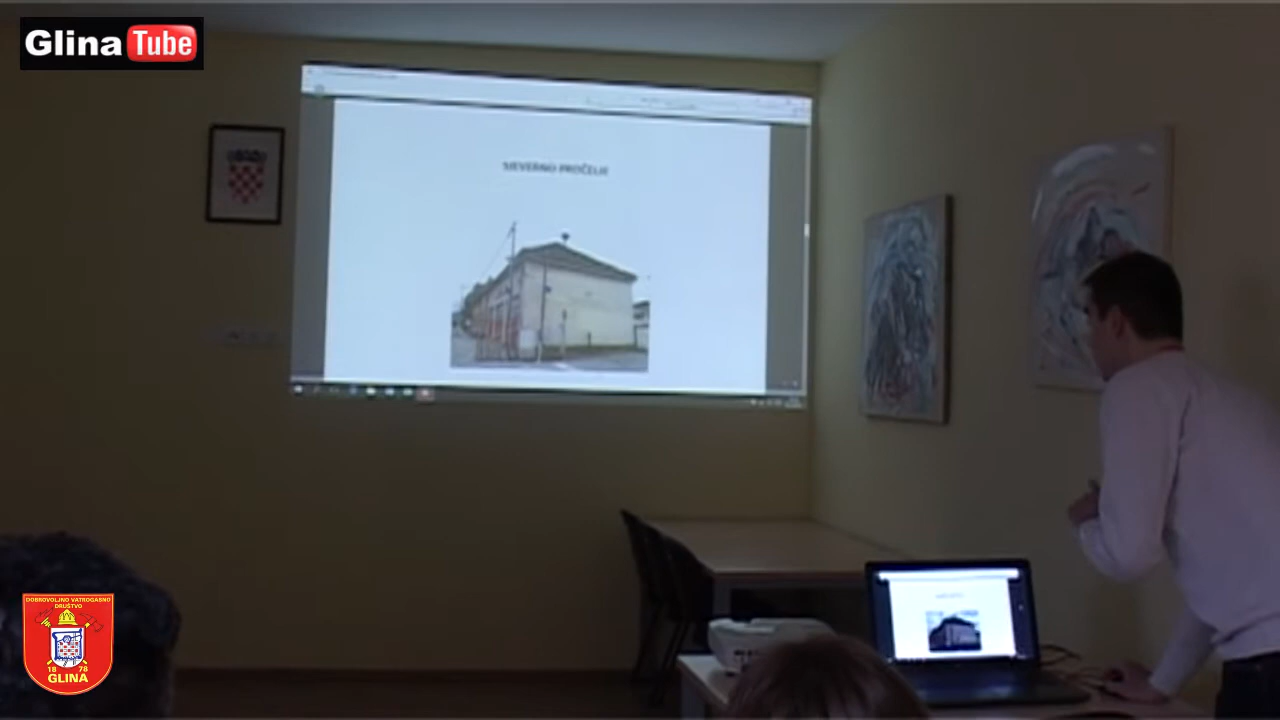 Glina Tube
SJEVERNO PROČELJE
DOBROVOLJNO VATROGASNO
DRUŠTVO
18 78
GLINA